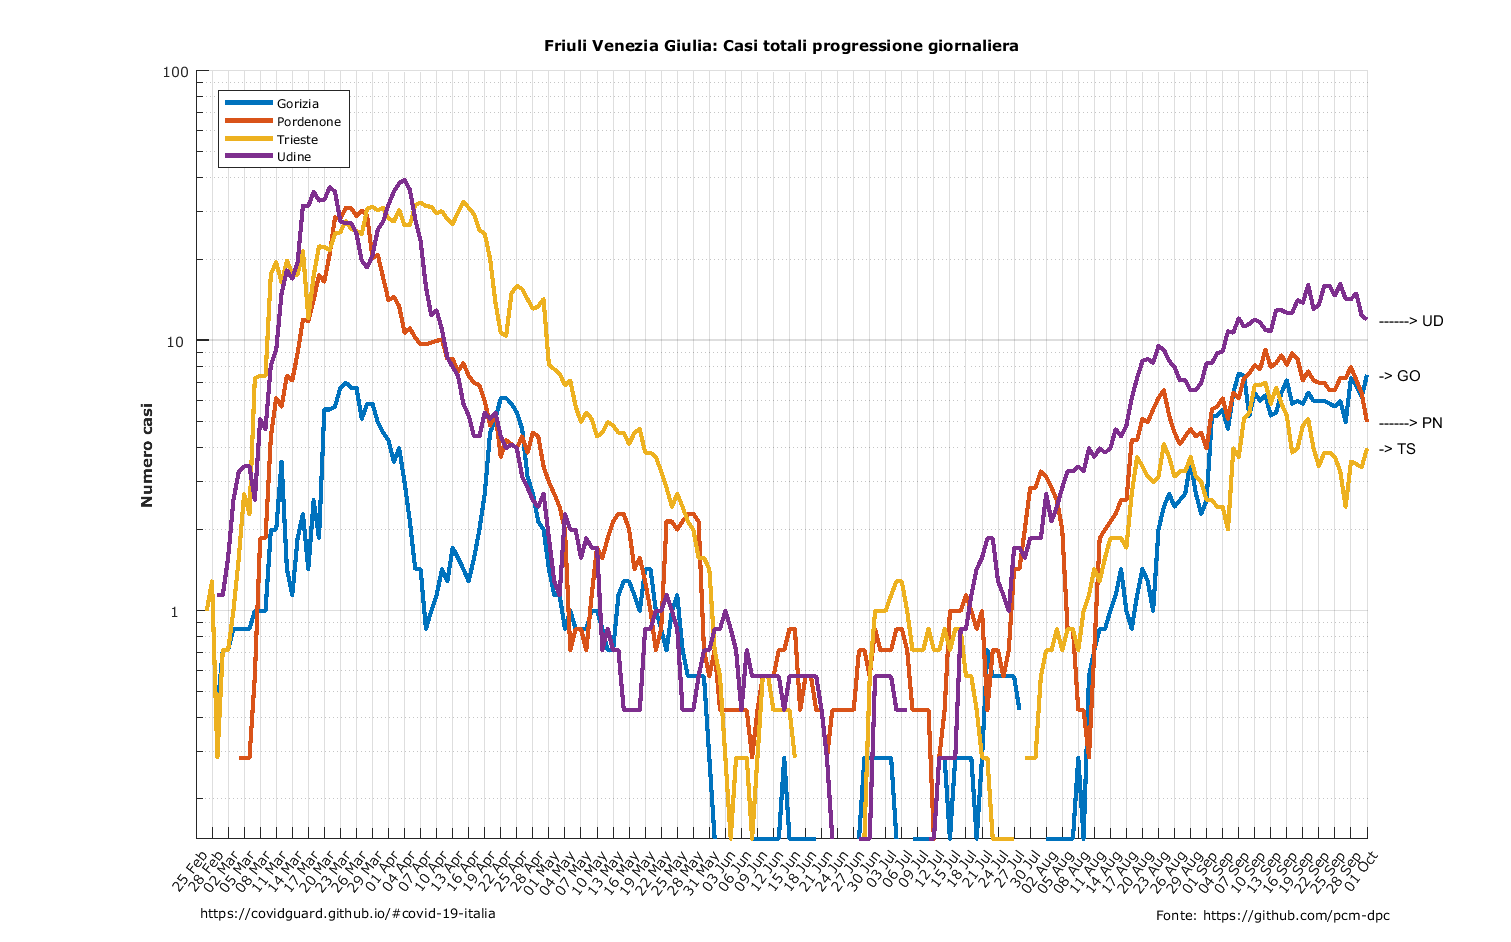 Friuli Venezia Giulia: Casi totali progressione giornaliera
100
10
1
Numero casi
Gorizia
Pordenone
Trieste
Udine
------> UD
-> GO
------> PN
-> TS
25 Feb
28 Feb
02 Mar
05 Mar
08 Mar
11 Mar
14 Mar
17 Mar
20 Mar
23 Mar
26 Mar
29 Mar
01 Apr
04 Apr
07 Apr
10 Apr
13 Apr
16 Apr
19 Apr
22 Apr
25 Apr
28 Apr
01 May
04 May
07 May
10 May
13 May
16 May
19 May
22 May
25 May
28 May
31 May
03 Jun
06 Jun
09 Jun
12 Jun
15 Jun
18 Jun
21 Jun
24 Jun
27 Jun
30 Jun
03 Jul
06 Jul
09 Jul
12 Jul
15 Jul
18 Jul
21 Jul
24 Jul
27 Jul
30 Jul
02 Aug
05 Aug
08 Aug
11 Aug
14 Aug
17 Aug
20 Aug
23 Aug
26 Aug
29 Aug
01 Sep
04 Sep
07 Sep
10 Sep
13 Sep
16 Sep
19 Sep
22 Sep
25 Sep
28 Sep
01 Oct
https://covidguard.github.io/#covid-19-italia
Fonte: https://github.com/pcm-dpc